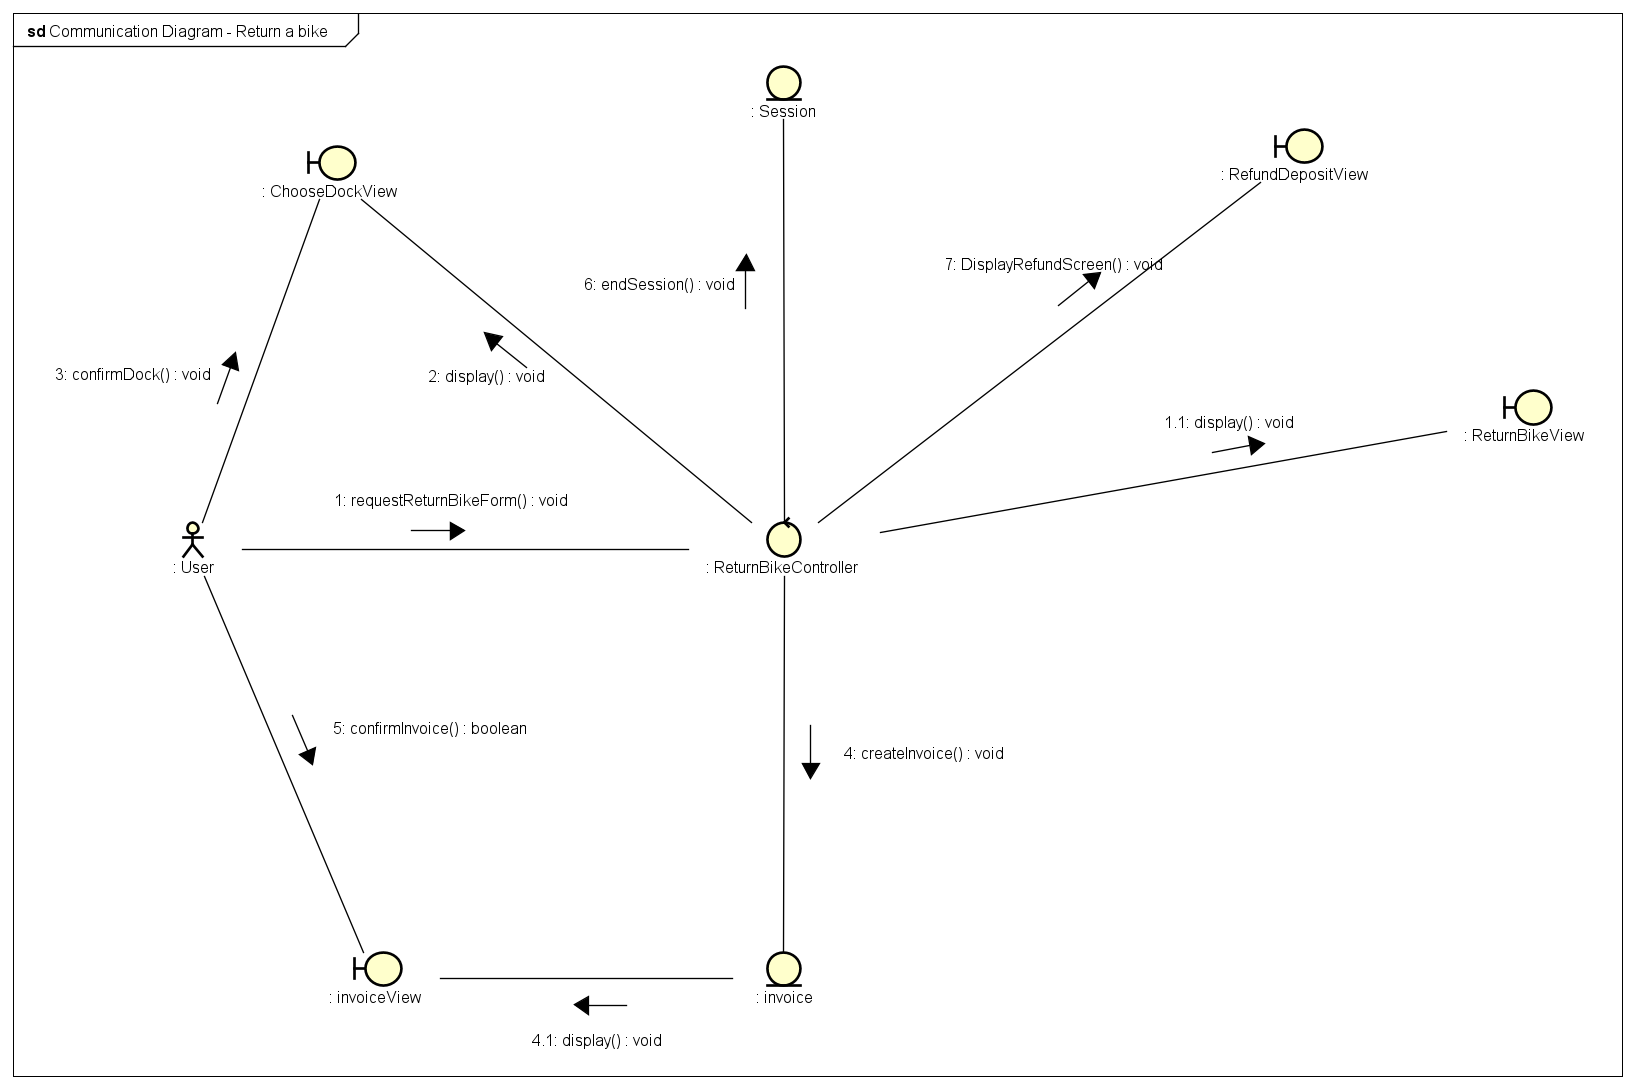 sd Communication Diagram - Return a bike
: Session
: RefundDepositView
: ChooseDockView
7: DisplayRefundScreen() : void
6: endSession() : void
3: confirmDock() : void
2: display() : void
1.1: display() : void
: ReturnBikeView
1: requestReturnBikeForm() : void
: User
: ReturnBikeController
5: confirmInvoice() : boolean
4: createInvoice() : void
: invoiceView
: invoice
4.1: display() : void